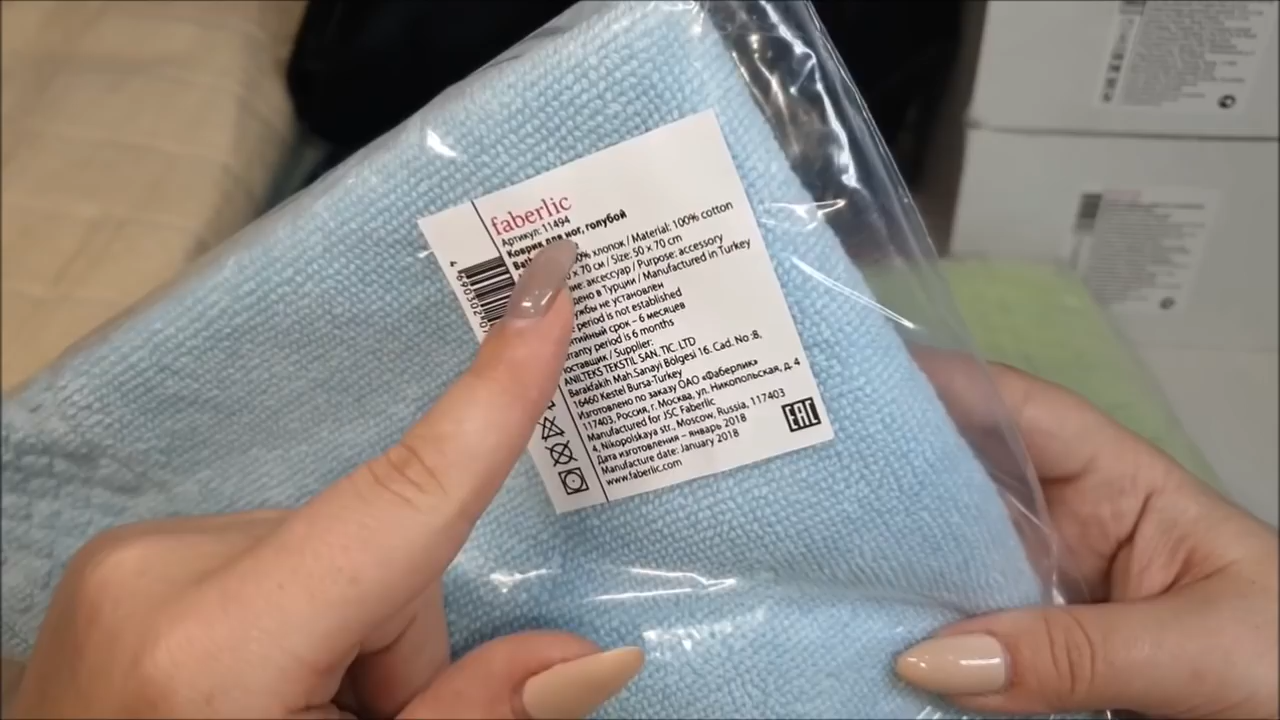 faberlic
Артикул: 11494
Коврик для ног, голубой
хлопок / Material: 100% cotton
x 70 см / Size: 50 x 70 cm
аксессуар / Purpose: accessory
в Турции / Manufactured in Turkey
не установлен
period is not established
срок – 6 месяцев
period is 6 months
/ Supplier:
ANILTEKS TEKSTIL SAN. TIC. LTD
Barakfakih Mah.Sanayi Bölgesi 16. Cad. No :8,
16460 Kestel Bursa-Turkey
Изготовлено по заказу ОАО «Фаберлик»
117403, Россия, г. Москва, ул. Никопольская, д. 4
Manufactured for JSC Faberlic
4, Nikopolskaya str., Moscow, Russia, 117403
Дата изготовления – январь 2018
Manufacture date: January 2018
www.faberlic.com
EAC